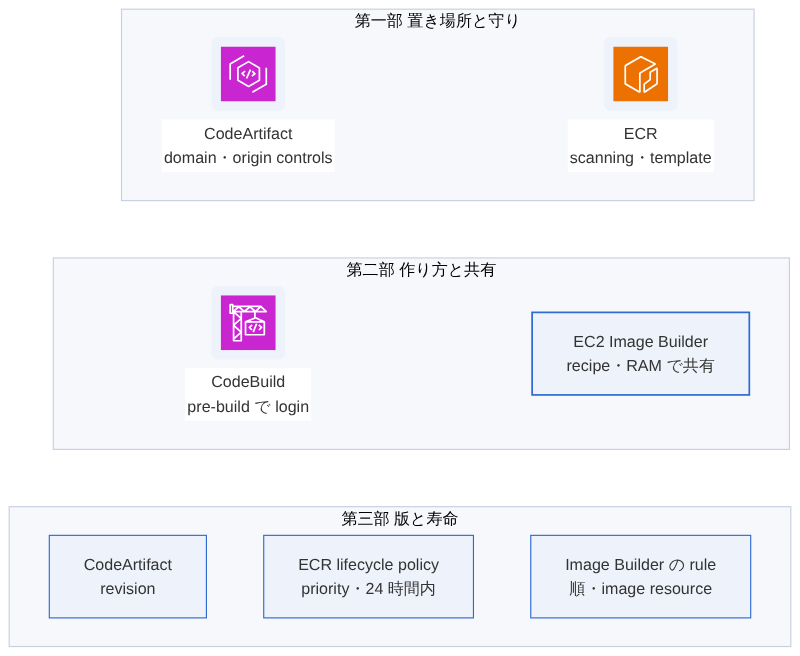 第一部 置き場所と守り
CodeArtifact
domain・origin controls
ECR
scanning・template
第二部 作り方と共有
CodeBuild
pre-build で login
EC2 Image Builder
recipe・RAM で共有
第三部 版と寿命
CodeArtifact
revision
ECR lifecycle policy
priority・24 時間内
Image Builder の rule
順・image resource